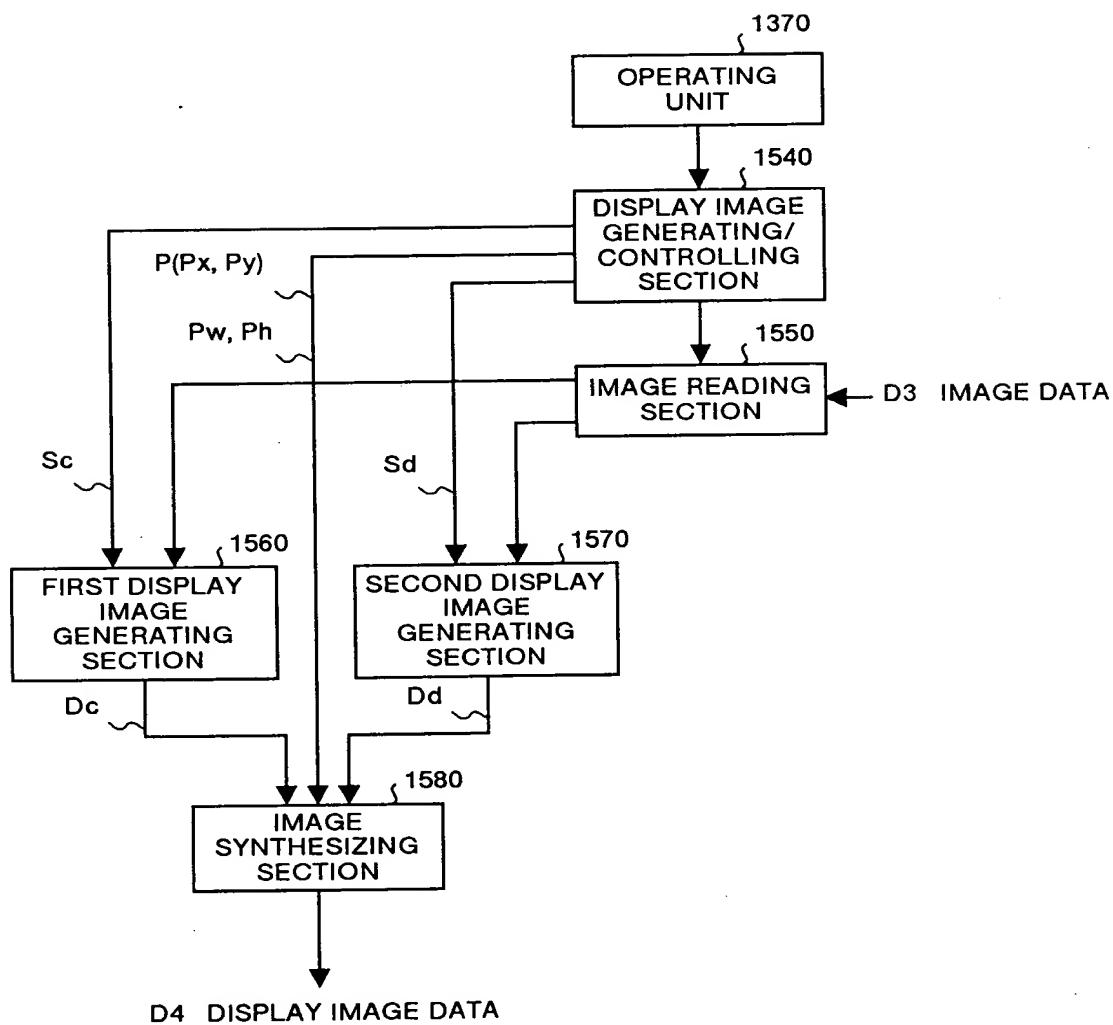 1370
OPERATING
UNIT
1540
DISPLAY IMAGE
GENERATING/
CONTROLLING
SECTION
P(Px, Py)
Pw, Ph
1550
IMAGE READING
SECTION
D3 IMAGE DATA
Sc
Sd
1560
FIRST DISPLAY
IMAGE
GENERATING
SECTION
1570
SECOND DISPLAY
IMAGE
GENERATING
SECTION
Dc
Dd
1580
IMAGE
SYNTHESIZING
SECTION
D4 DISPLAY IMAGE DATA